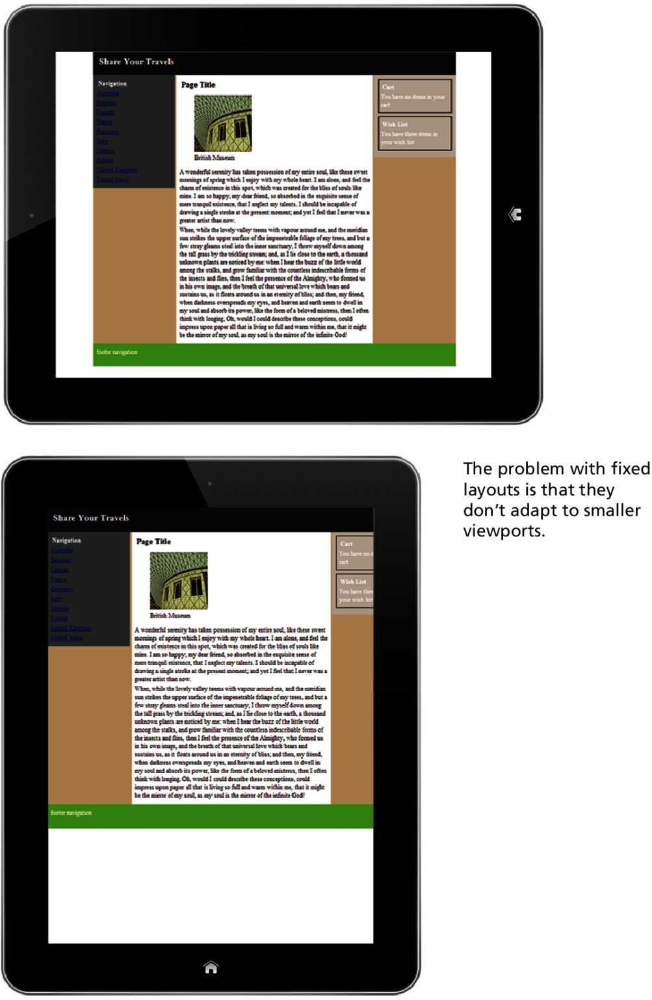 Share Your Travels
Navigation
Australia
Belgium
Canada
France
Germany
Italy
Mexico
Poland
United Kingdom
United States
Page Title
British Museum
A wonderful serenity has taken possession of my entire soul, like these sweet
mornings of spring which I enjoy with my whole heart. I am alone, and feel the
charm of existence in this spot, which was created for the bliss of souls like
mine. I am so happy, my dear friend, so absorbed in the exquisite sense of
mere tranquil existence, that I neglect my talents. I should be incapable of
drawing a single stroke at the present moment; and yet I feel that I never was a
greater artist than now.
When, while the lovely valley teems with vapour around me, and the meridian
sun strikes the upper surface of the impenetrable foliage of my trees, and but a
few stray gleams steal into the inner sanctuary, I throw myself down among
the tall grass by the trickling stream; and, as I lie close to the earth, a thousand
unknown plants are noticed by me: when I hear the buzz of the little world
among the stalks, and grow familiar with the countless indescribable forms of
the insects and flies, then I feel the presence of the Almighty, who formed us
in his own image, and the breath of that universal love which bears and
sustains us, as it floats around us in an eternity of bliss; and then, my friend,
when darkness overspreads my eyes, and heaven and earth seem to dwell in
my soul and absorb its power, like the form of a beloved mistress, then I often
think with longing, Oh, would I could describe these conceptions, could
impress upon paper all that is living so full and warm within me, that it might
be the mirror of my soul, as my soul is the mirror of the infinite God!
Cart
You have no items in your
cart
Wish List
You have three items in
your wish list
footer navigation
Share Your Travels
Navigation
Australia
Belgium
Canada
France
Germany
Italy
Mexico
Poland
United Kingdom
United States
Page Title
British Museum
A wonderful serenity has taken possession of my entire soul, like these sweet
mornings of spring which I enjoy with my whole heart. I am alone, and feel the
charm of existence in this spot, which was created for the bliss of souls like
mine. I am so happy, my dear friend, so absorbed in the exquisite sense of
mere tranquil existence, that I neglect my talents. I should be incapable of
drawing a single stroke at the present moment; and yet I feel that I never was a
greater artist than now.
When, while the lovely valley teems with vapour around me, and the meridian
sun strikes the upper surface of the impenetrable foliage of my trees, and but a
few stray gleams steal into the inner sanctuary, I throw myself down among
the tall grass by the trickling stream; and, as I lie close to the earth, a thousand
unknown plants are noticed by me: when I hear the buzz of the little world
among the stalks, and grow familiar with the countless indescribable forms of
the insects and flies, then I feel the presence of the Almighty, who formed us
in his own image, and the breath of that universal love which bears and
sustains us, as it floats around us in an eternity of bliss; and then, my friend,
when darkness overspreads my eyes, and heaven and earth seem to dwell in
my soul and absorb its power, like the form of a beloved mistress, then I often
think with longing, Oh, would I could describe these conceptions, could
impress upon paper all that is living so full and warm within me, that it might
be the mirror of my soul, as my soul is the mirror of the infinite God!
Cart
You have no it
cart
Wish List
You have thre
your wish list
footer navigation
The problem with fixed
layouts is that they
don't adapt to smaller
viewports.